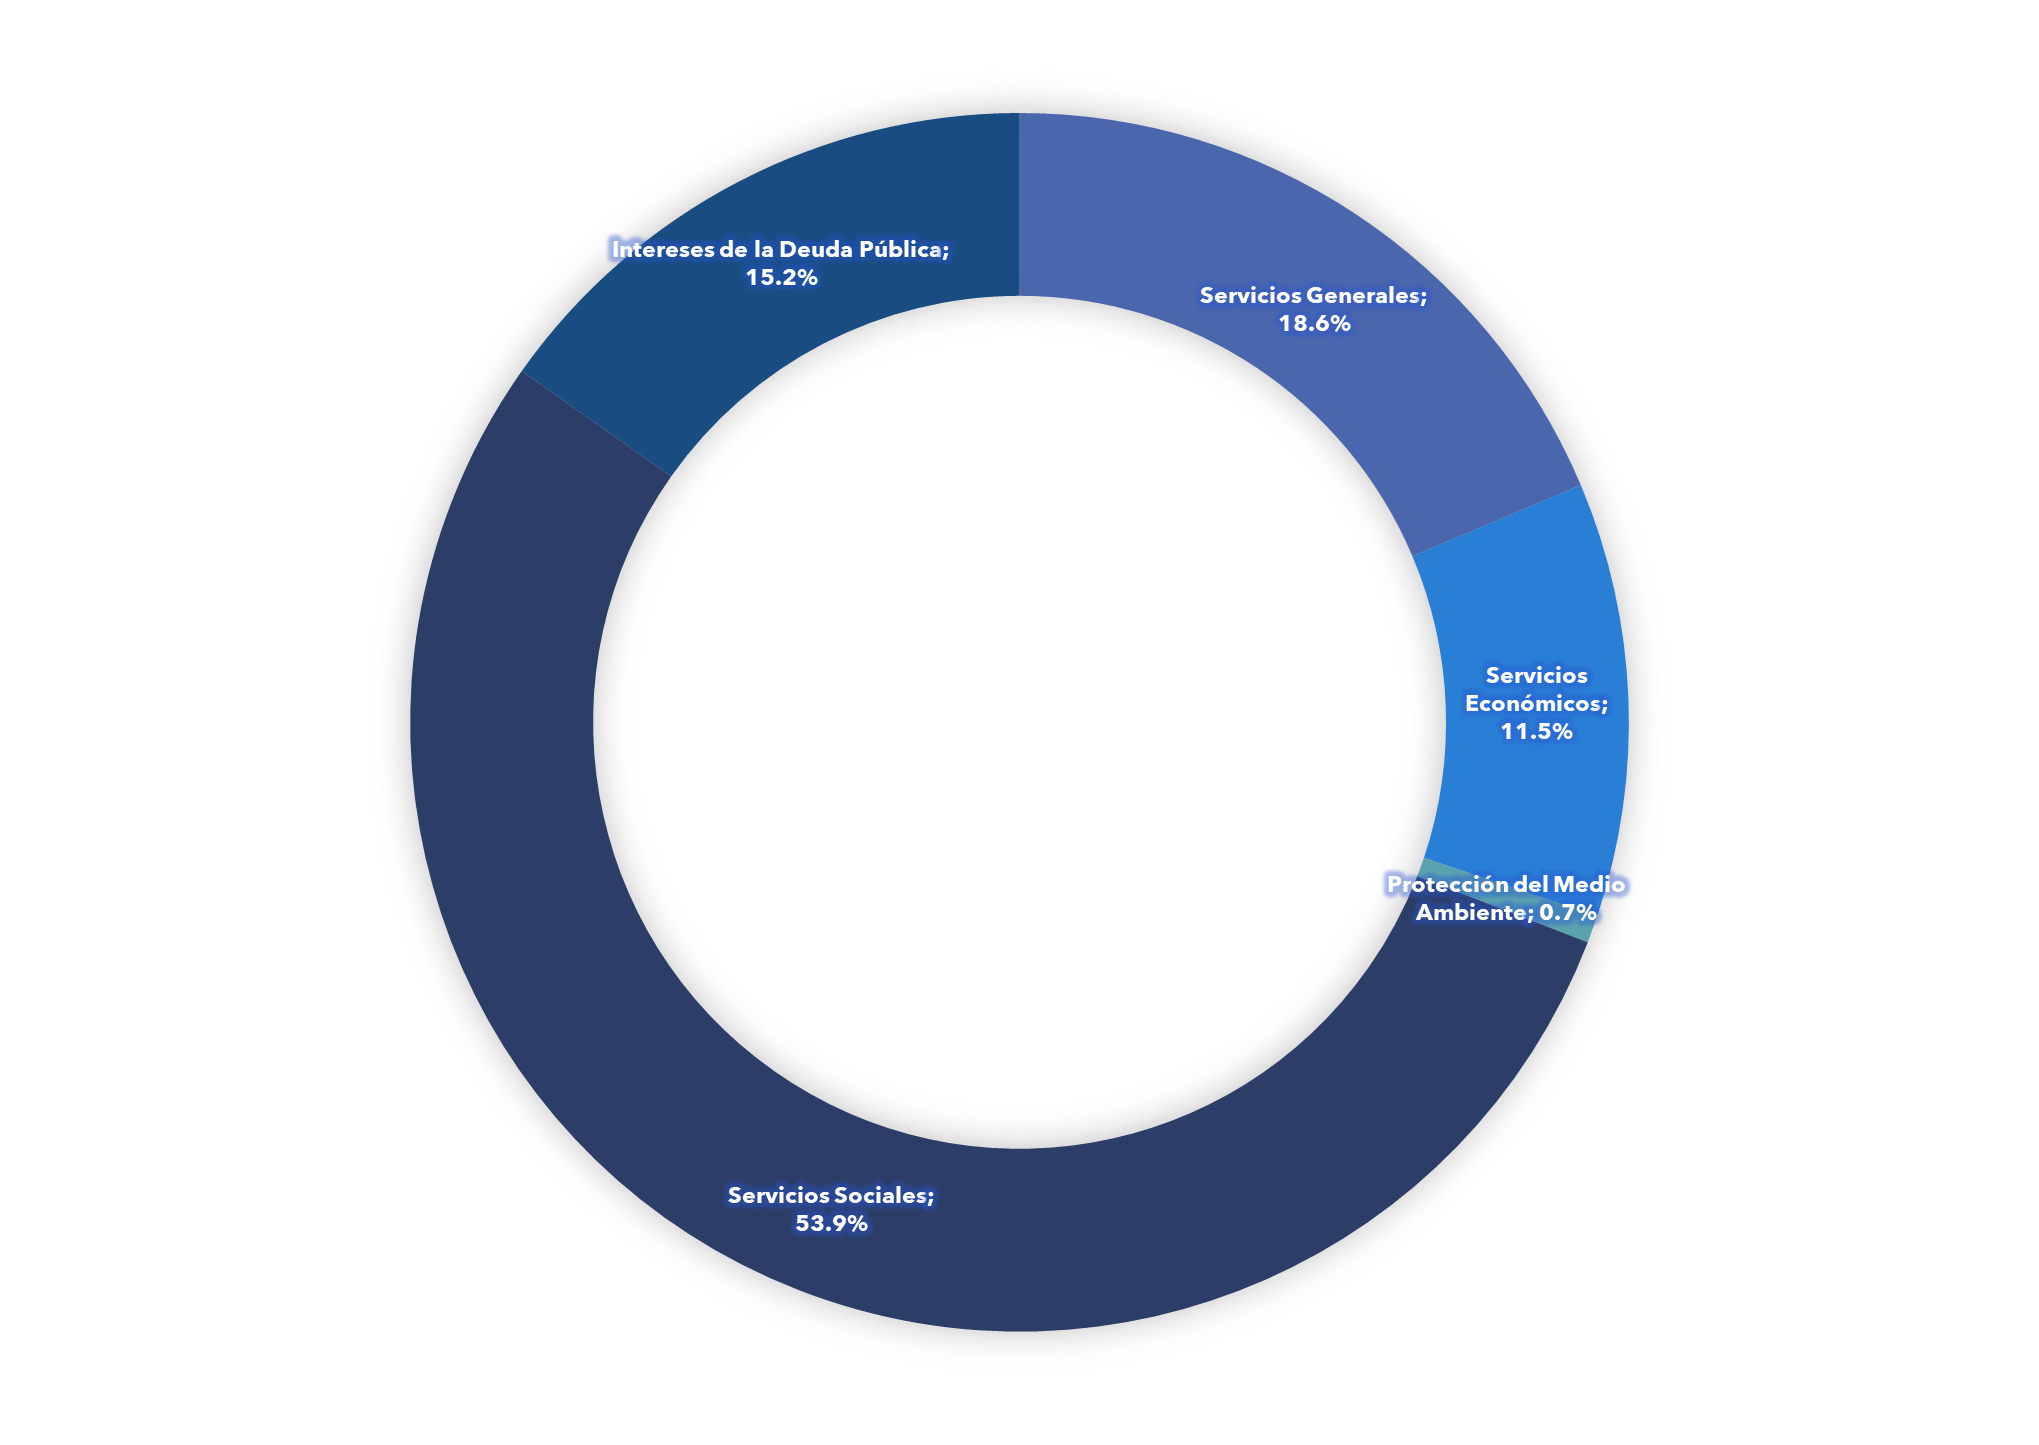 Intereses de la Deuda Pública;
15.2%
Servicios Generales;
18.6%
Servicios
Económicos;
11.5%
Protección del Medio
Ambiente; 0.7%
Servicios Sociales;
53.9%